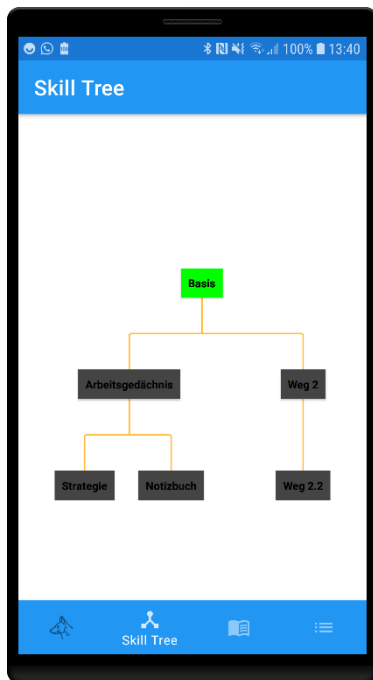 100% 13:40
Skill Tree
Basis
Arbeitsgedächnis
Weg 2
Strategie
Notizbuch
Weg 2.2
Skill Tree